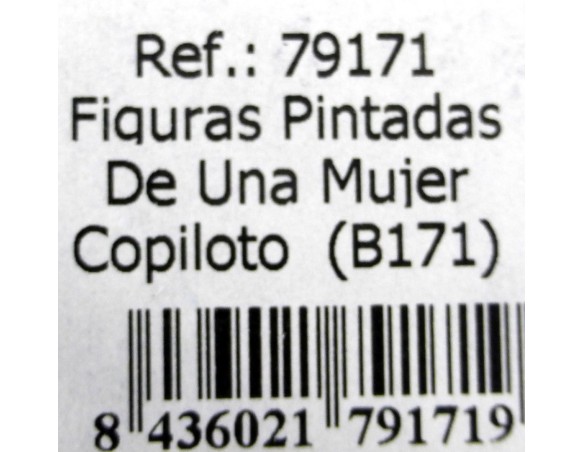 Ref.: 79171
Figuras Pintadas
De Una Mujer
Copiloto (B171)
8 436021 791719